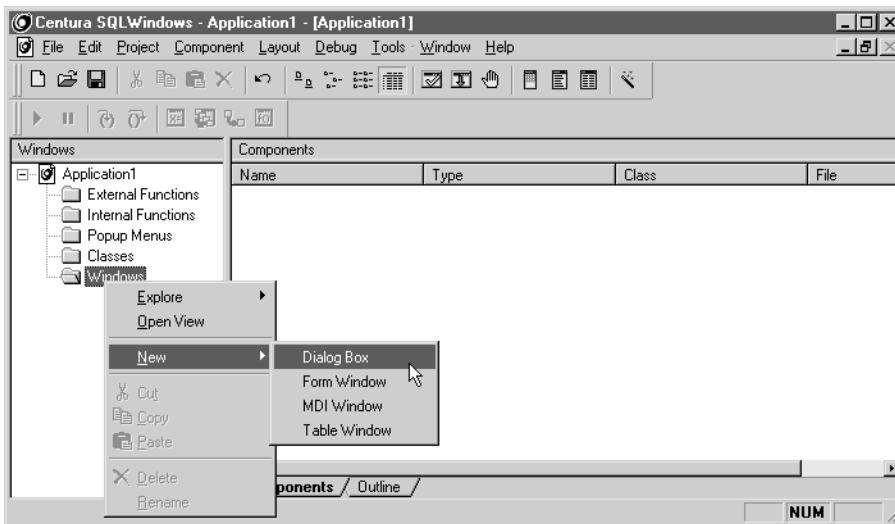 Centura SQLWindows - Application1 - [Application1]
File Edit Project Component Layout Debug Tools Window Help
Windows
Components
Application1
Name Type Class File
External Functions
Internal Functions
Popup Menus
Classes
Windows
Explore
Open View
New
Dialog Box
Form Window
MDI Window
Table Window
Cut
Copy
Paste
Delete
Rename
Outline
NUM